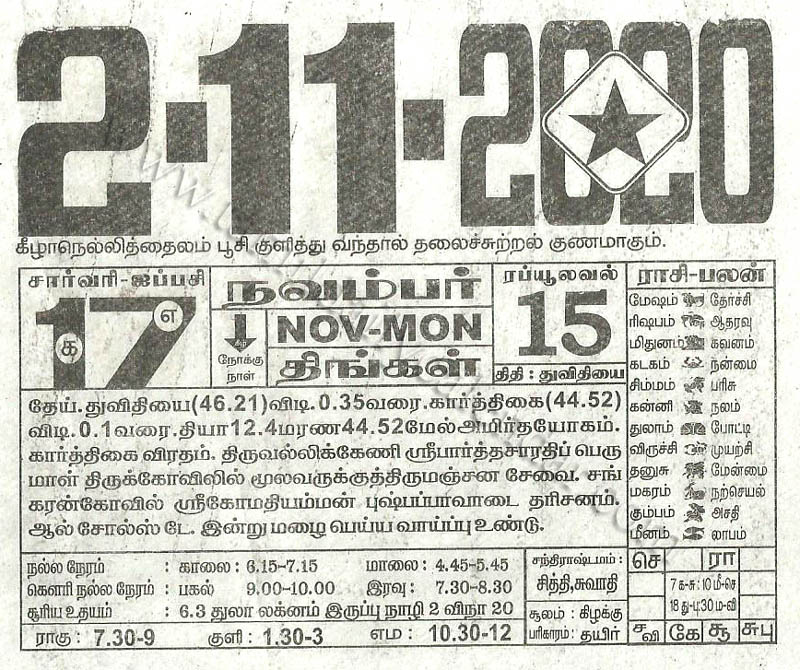 2-11-2020
கீழாநெல்லித்தைலம் பூசி குளித்து வந்தால் தலைச்சுற்றல் குணமாகும்.
சார்வரி-ஐப்பசி
17
க
எ
நவம்பர்
கீழ்
நோக்கு
நாள்
NOV-MON
திங்கள்
ரப்யூலவல்
15
திதி : துவிதியை
ராசி-பலன்
மேஷம் தேர்ச்சி
ரிஷபம் ஆதரவு
மிதுனம் கவனம்
கடகம் நன்மை
சிம்மம் பரிசு
கன்னி நலம்
துலாம் போட்டி
விருச்சி முயற்சி
தனுசு மேன்மை
மகரம் நற்செயல்
கும்பம் அசதி
மீனம் லாபம்
தேய்.துவிதியை(46.21)விடி.0.35வரை.கார்த்திகை(44.52)
விடி.0.1வரை.தியா12.4மரண44.52மேல்அமிர்தயோகம்.
கார்த்திகை விரதம். திருவல்லிக்கேணி ஸ்ரீபார்த்தசாரதிப் பெரு
மாள் திருக்கோவிலில் மூலவருக்குத்திருமஞ்சன சேவை. சங்
கரன்கோவில் ஸ்ரீகோமதியம்மன் புஷ்பப்பாவாடை தரிசனம்.
ஆல் சோல்ஸ் டே. இன்று மழை பெய்ய வாய்ப்பு உண்டு.
நல்ல நேரம் : காலை: 6.15-7.15 மாலை: 4.45-5.45
கௌரி நல்ல நேரம் : பகல் 9.00-10.00 இரவு: 7.30-8.30
சூரிய உதயம் : 6.3 துலா லக்னம் இருப்பு நாழி 2 விநா 20
ராகு : 7.30-9 குளி : 1.30-3 எம : 10.30-12
சந்திராஷ்டமம் :
சித்தி,சுவாதி
சூலம் : கிழக்கு
பரிகாரம் : தயிர்
செ ரா
7 க-சு : 10 மீ-செ
18 து-பு:30 ம-வி
ச வி கே சூ சுபு